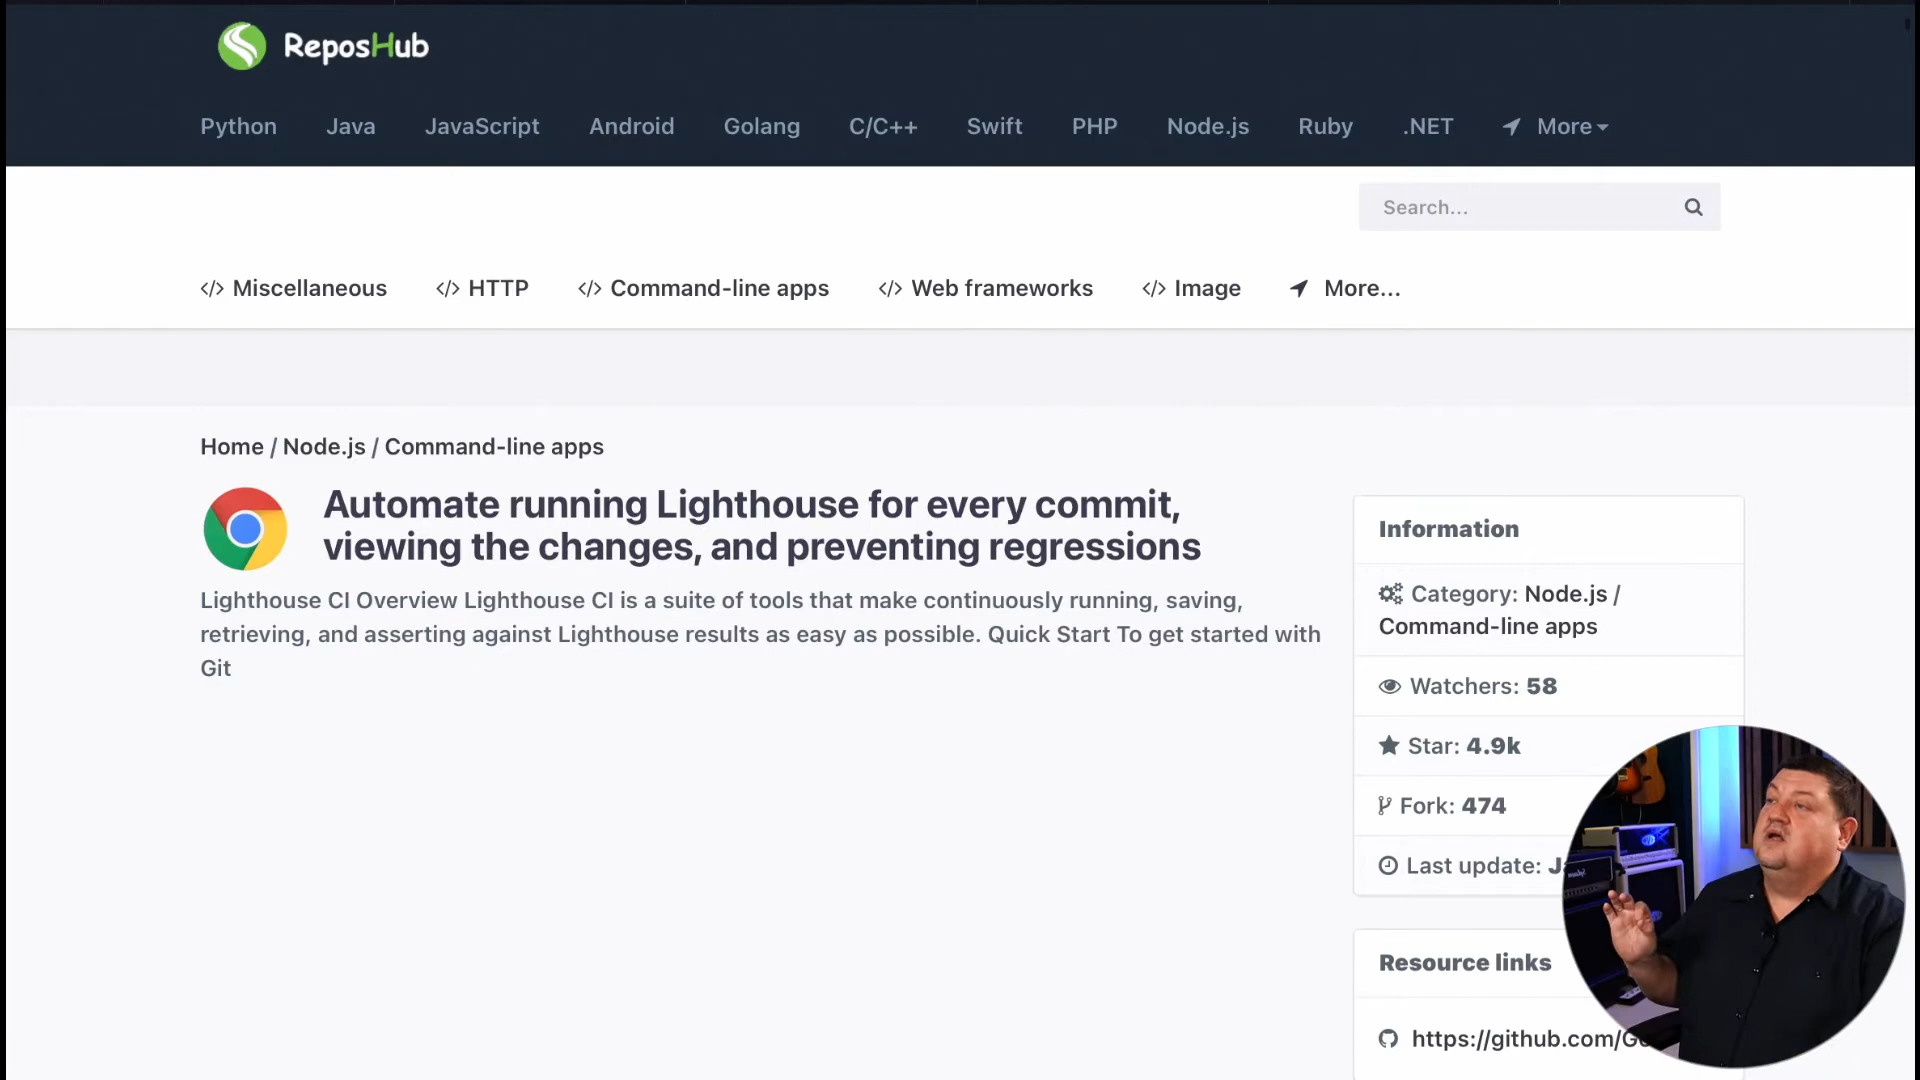 ReposHub
Python Java JavaScript Android Golang C/C++ Swift PHP Node.js Ruby .NET More
Search...
</> Miscellaneous </> HTTP </> Command-line apps </> Web frameworks </> Image More...
Home / Node.js / Command-line apps
Automate running Lighthouse for every commit,
viewing the changes, and preventing regressions
Lighthouse CI Overview Lighthouse CI is a suite of tools that make continuously running, saving,
retrieving, and asserting against Lighthouse results as easy as possible. Quick Start To get started with
Git
Information
Category: Node.js /
Command-line apps
Watchers: 58
Star: 4.9k
Fork: 474
Last update:
Resource links
https://github.com/G